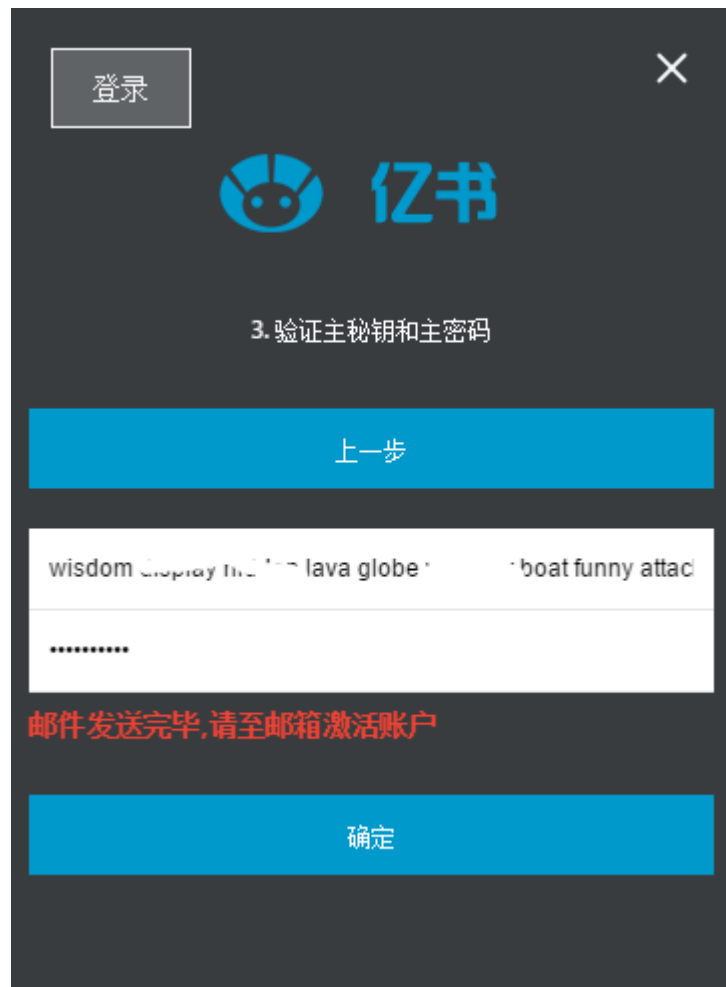 登录
亿书
3. 验证主秘钥和主密码
上一步
wisdom display lava globe boat funny attac
••••••••••
邮件发送完毕,请至邮箱激活账户
确定